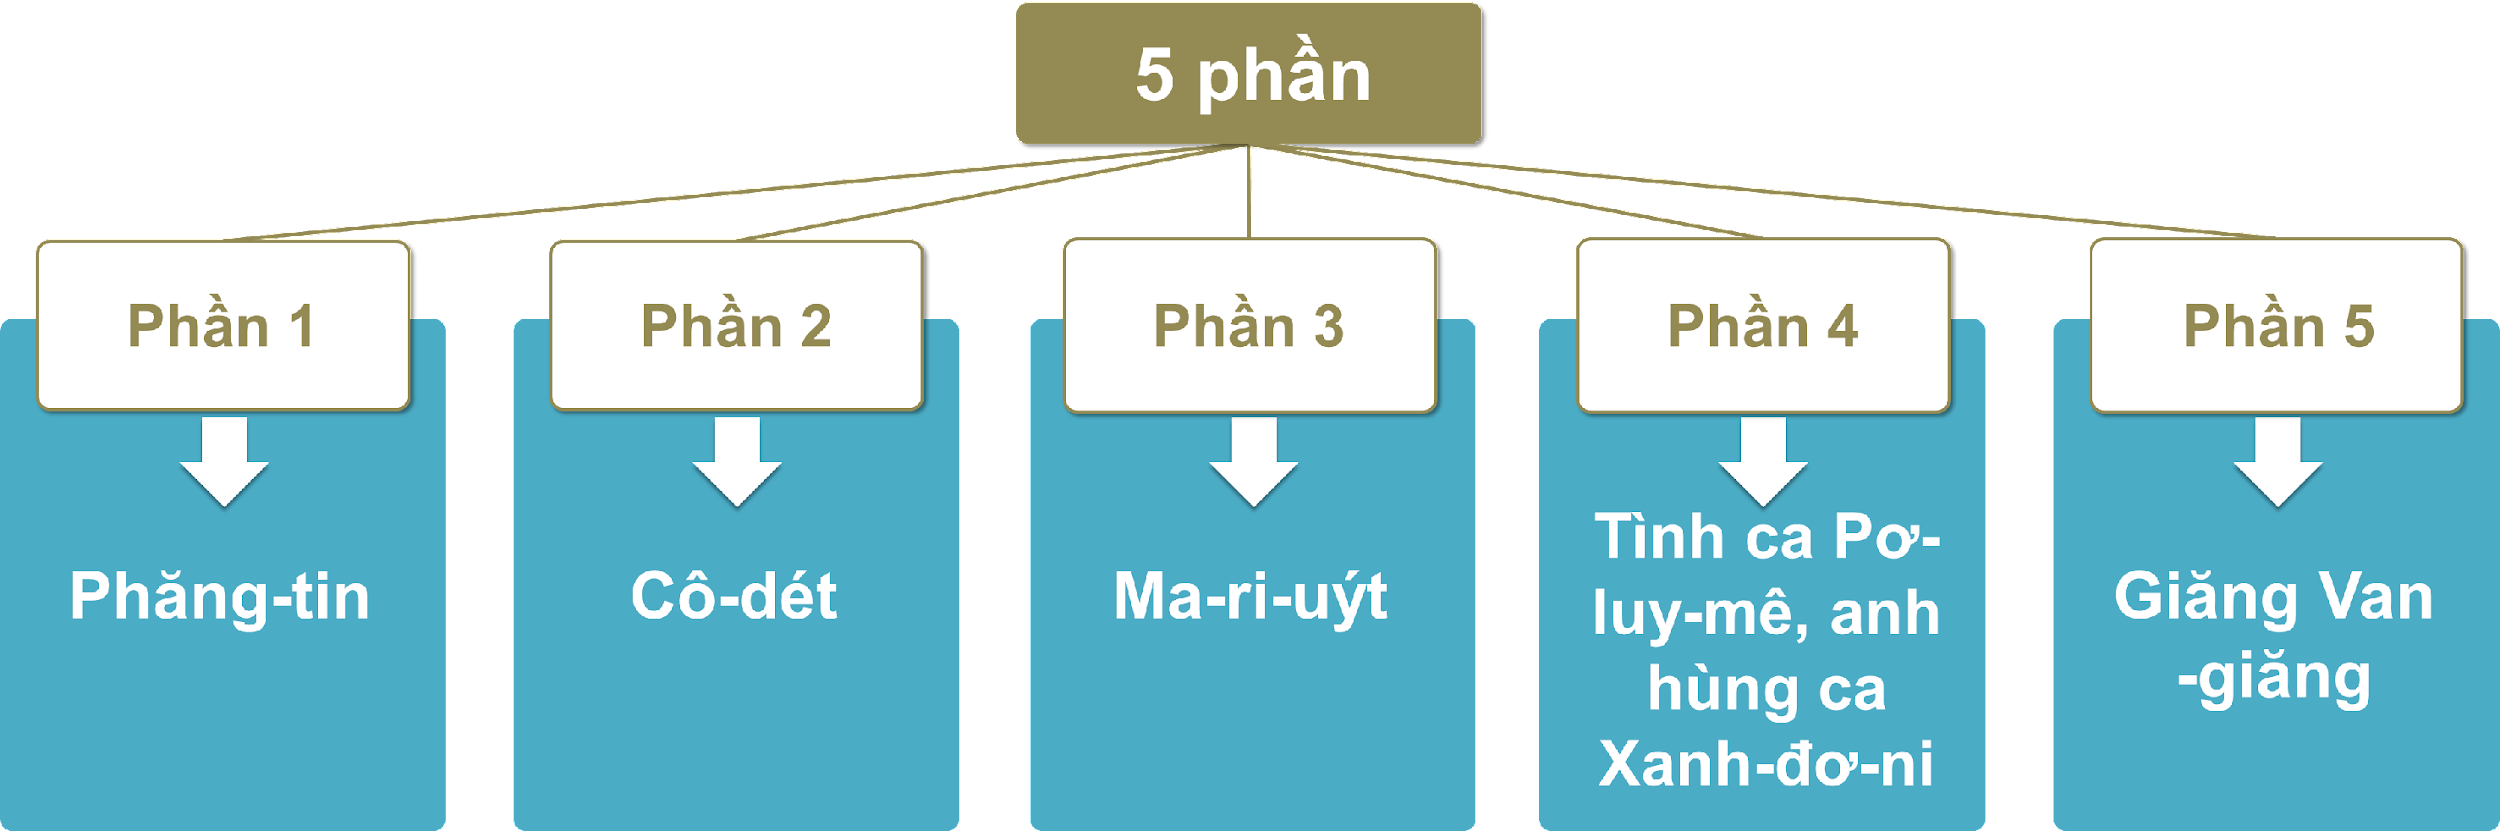 5 phần
Phần 1
Phần 2
Phần 3
Phần 4
Phần 5
Phăng-tin
Cô-dét
Ma-ri-uýt
Tình ca Pơ-
luy-mê, anh
hùng ca
Xanh-đơ-ni
Giăng Van
-giăng